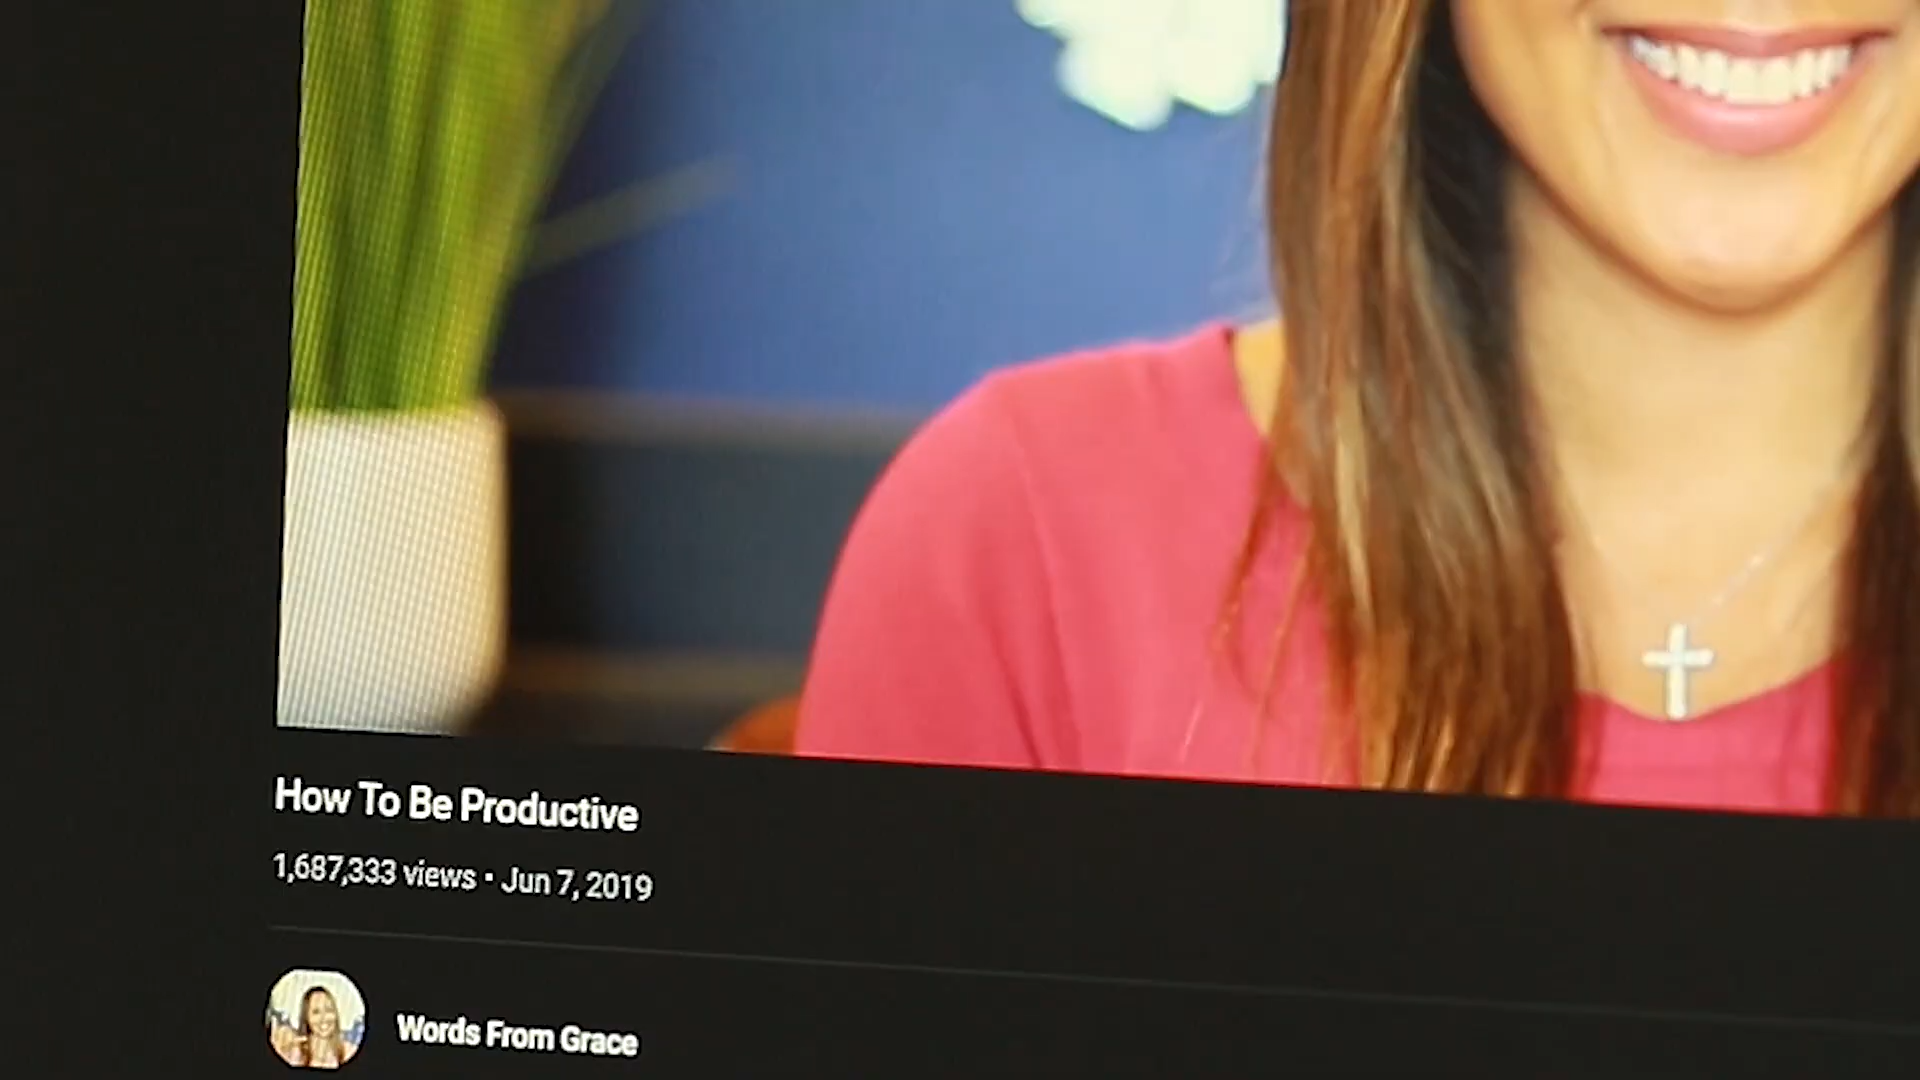 How To Be Productive
1,687,333 views • Jun 7, 2019
Words From Grace